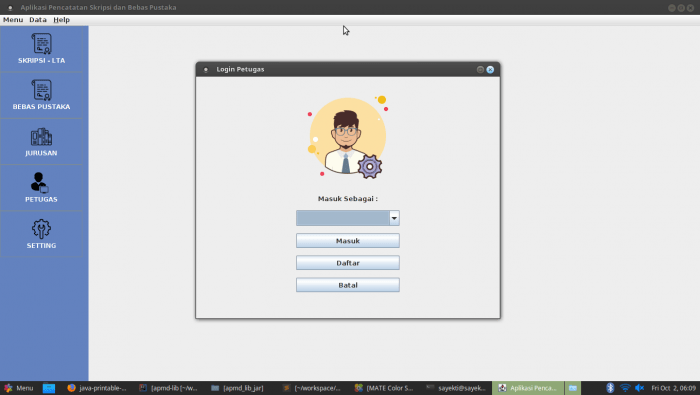 Aplikasi Pencatatan Skripsi dan Bebas Pustaka
Menu Data Help
SKRIPSI - LTA
BEBAS PUSTAKA
JURUSAN
PETUGAS
SETTING
Login Petugas
Masuk Sebagai :
Masuk
Daftar
Batal
Menu
java-printable-...
[apmd-lib [~/w...
[apmd_lib_jar]
[~/workspace/...
[MATE Color S...
sayekti@sayek...
Aplikasi Penca...
Fri Oct 2, 06:09